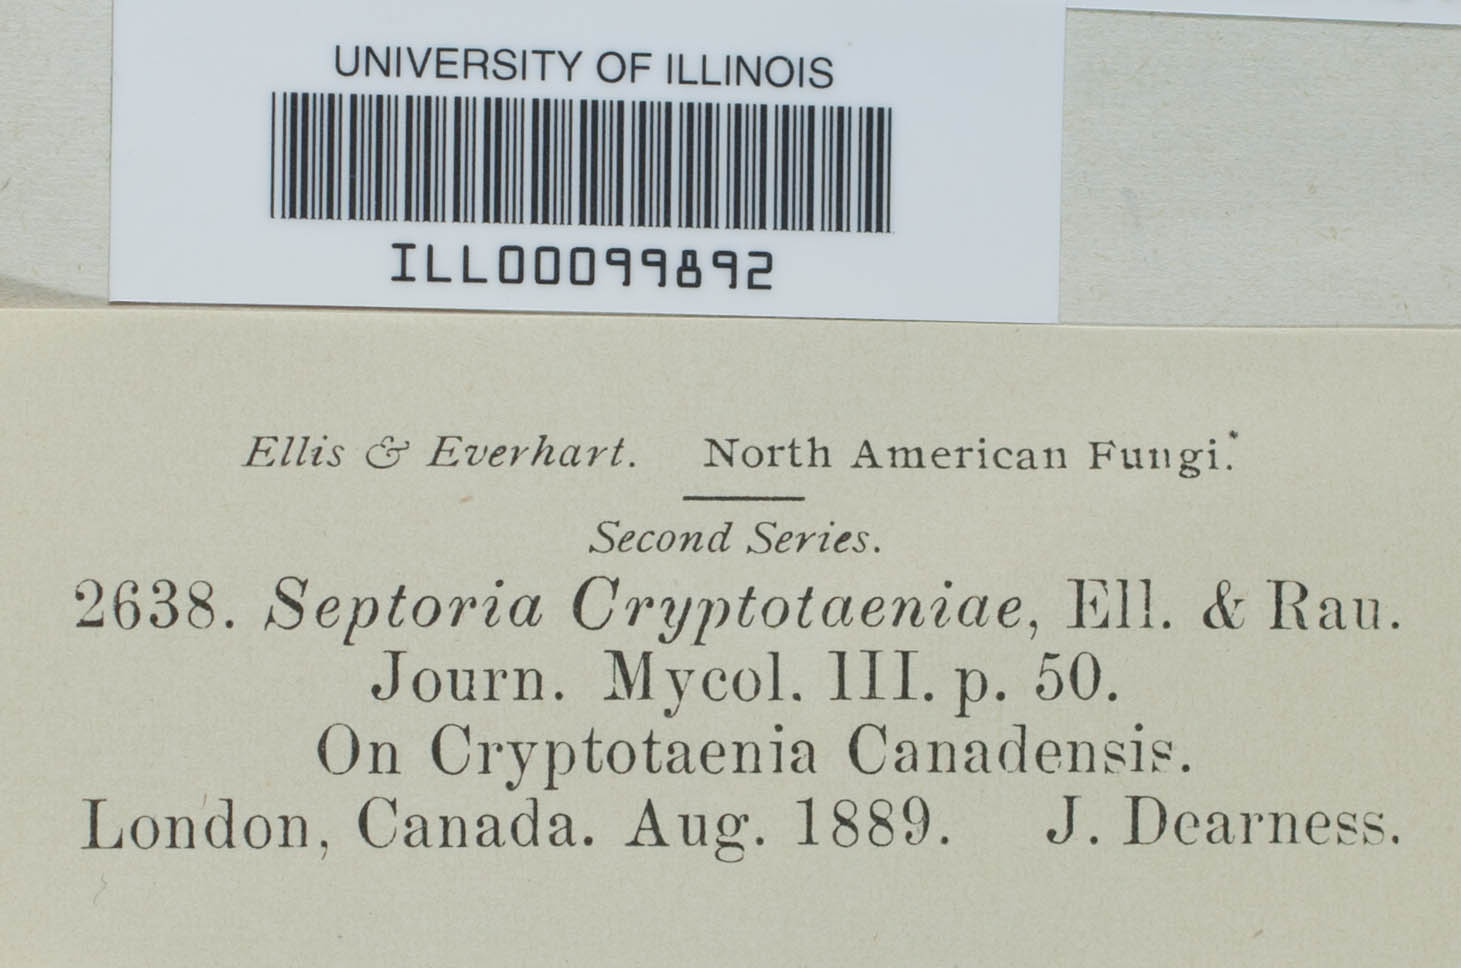 UNIVERSITY OF ILLINOIS
ILL00099892
Ellis & Everhart. North American Fungi.
Second Series.
2638. Septoria Cryptotaeniae, Ell. & Rau.
Journ. Mycol. III. p. 50.
On Cryptotaenia Canadensis.
London, Canada. Aug. 1889. J. Dearness.